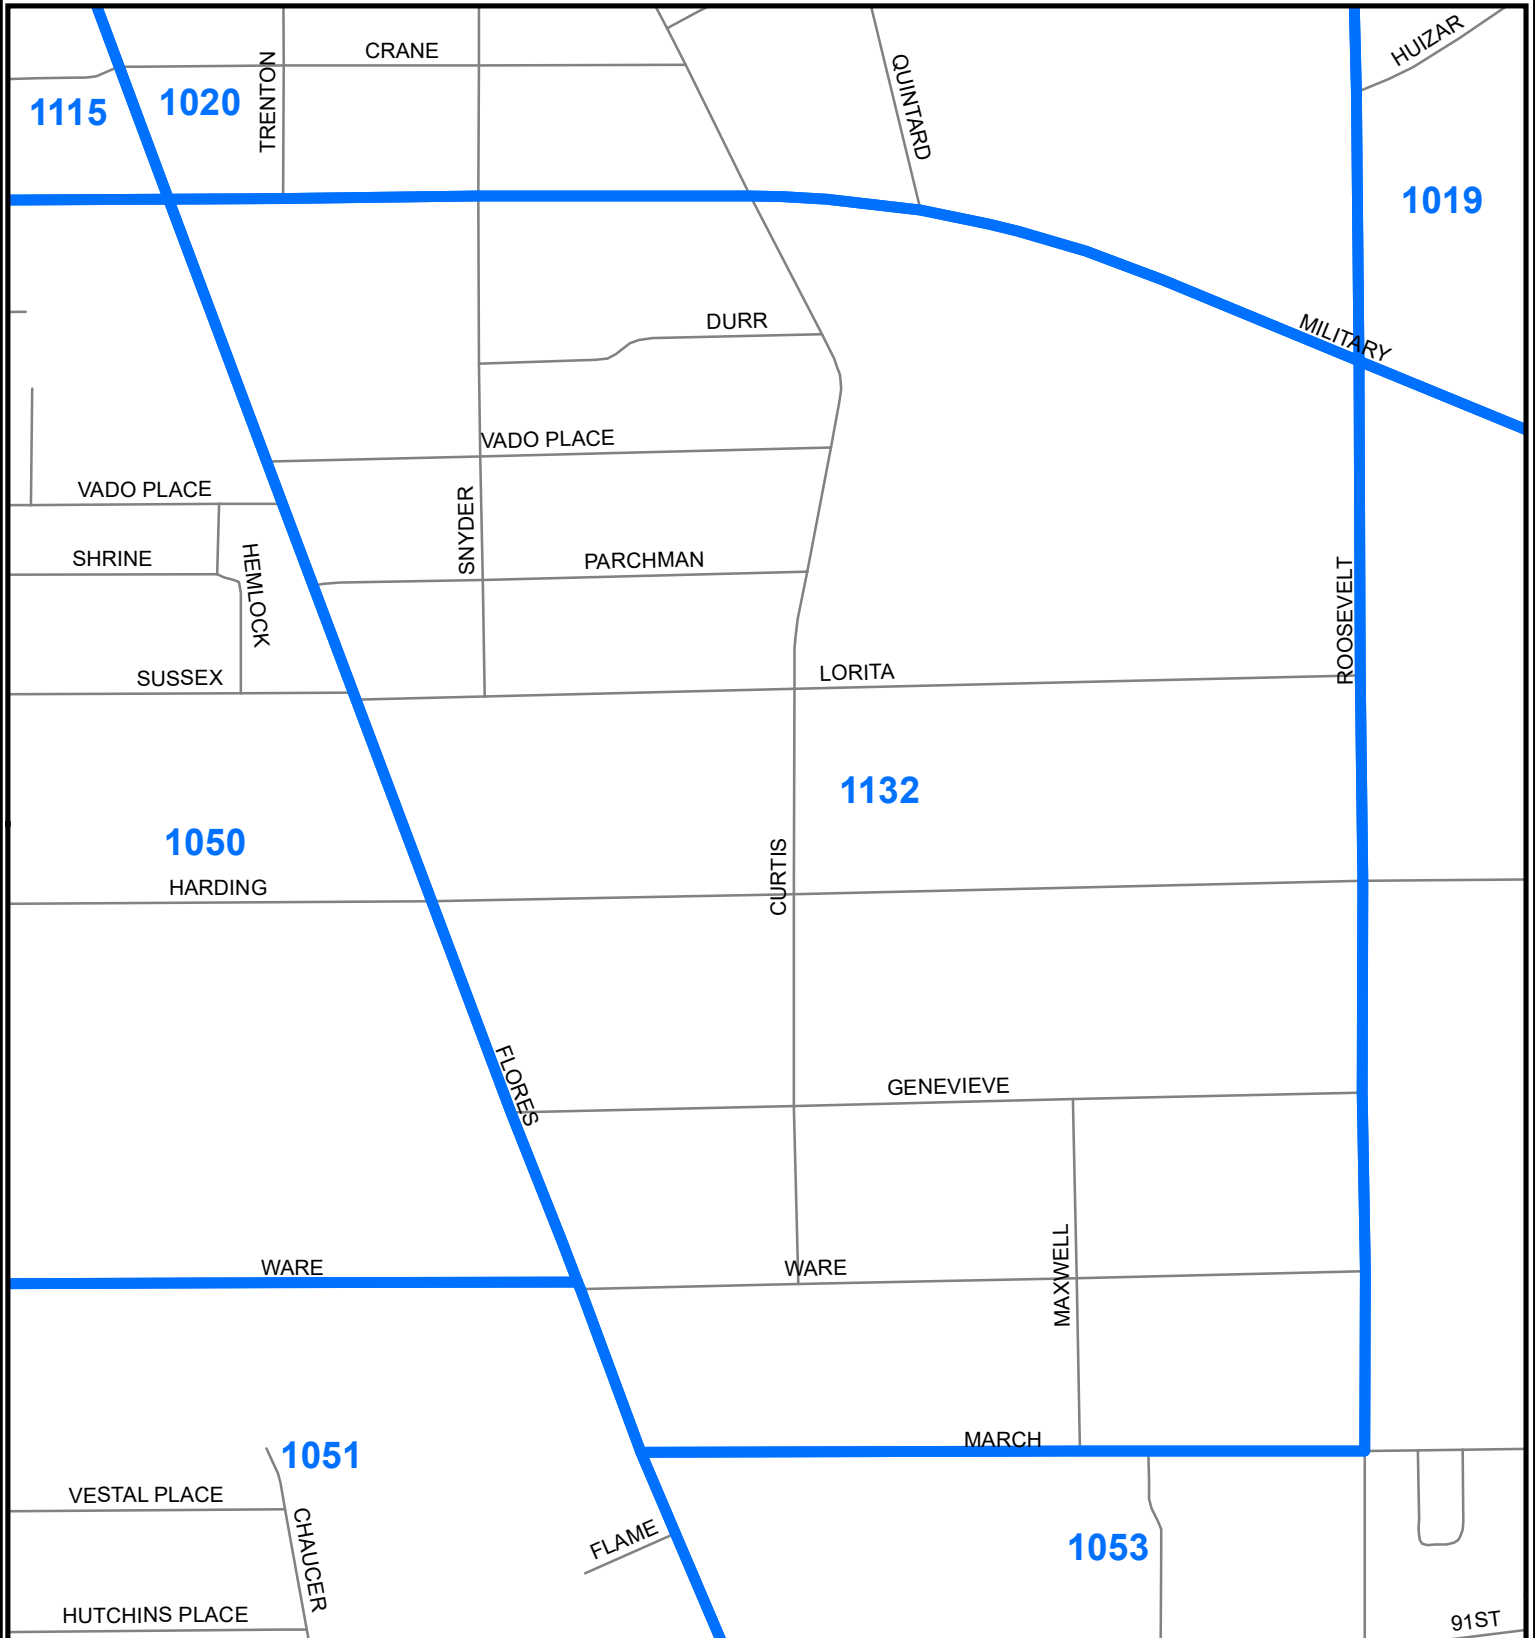 HUIZAR
CRANE
TRENTON
QUINTARD
1115
1020
1019
MILITARY
DURR
VADO PLACE
VADO PLACE
SNYDER
SHRINE
HEMLOCK
PARCHMAN
ROOSEVELT
SUSSEX
LORITA
1132
1050
CURTIS
HARDING
FLORES
GENEVIEVE
WARE
WARE
MAXWELL
MARCH
1051
VESTAL PLACE
CHAUCER
FLAME
1053
HUTCHINS PLACE
91ST